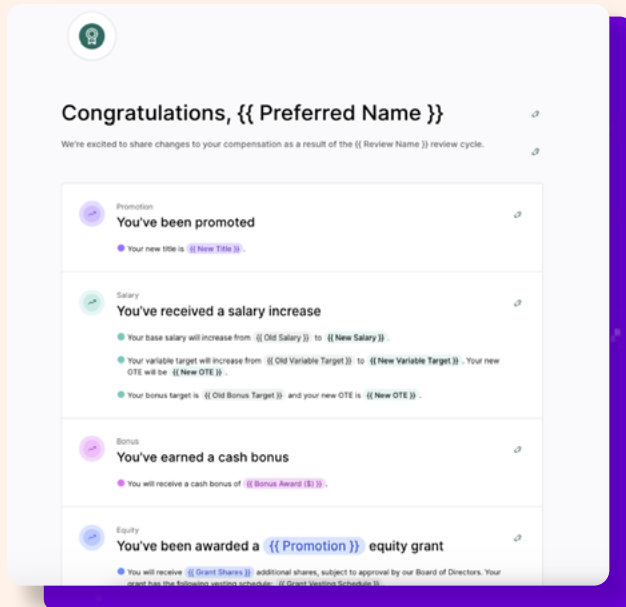 Congratulations, {{ Preferred Name }}
We're excited to share changes to your compensation as a result of the {{ Review Name }} review cycle.
Promotion
You've been promoted
Your new title is {{ New Title }} .
Salary
You've received a salary increase
Your base salary will increase from {{ Old Salary }} to {{ New Salary }} .
Your variable target will increase from {{ Old Variable Target }} to {{ New Variable Target }} . Your new
OTE will be {{ New OTE }} .
Your bonus target is {{ Old Bonus Target }} and your new OTE is {{ New OTE }} .
Bonus
You've earned a cash bonus
You will receive a cash bonus of {{ Bonus Award ($) }} .
Equity
You've been awarded a {{ Promotion }} equity grant
You will receive {{ Grant Shares }} additional shares, subject to approval by our Board of Directors. Your
grant has the following vesting schedule: {{ Grant Vesting Schedule }} .